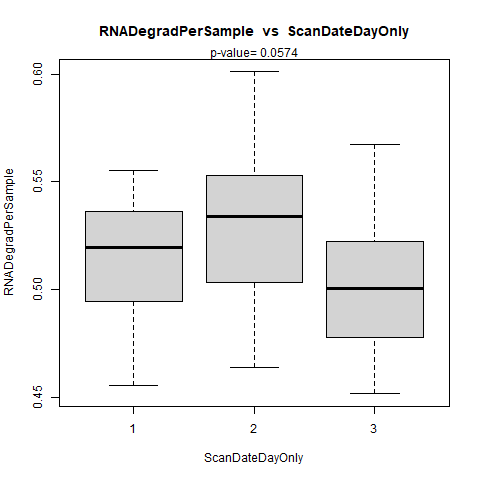 RNADegradPerSample vs ScanDateDayOnly
p-value= 0.0574
RNADegradPerSample
0.60
0.55
0.50
0.45
1 2 3
ScanDateDayOnly